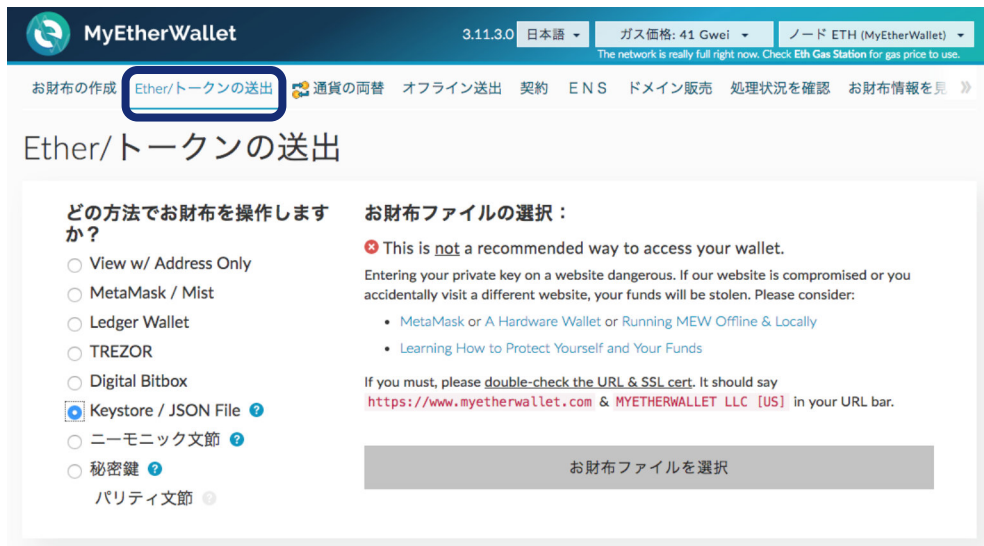 MyEtherWallet
3.11.3.0 日本語 ガス価格: 41 Gwei ノード ETH (MyEtherWallet)
The network is really full right now. Check Eth Gas Station for gas price to use.
お財布の作成 Ether/トークンの送出 通貨の両替 オフライン送出 契約 ENS ドメイン販売 処理状況を確認 お財布情報を見 »
Ether/トークンの送出
どの方法でお財布を操作します
か？
View w/ Address Only
MetaMask / Mist
Ledger Wallet
TREZOR
Digital Bitbox
Keystore / JSON File ?
ニーモニック文節 ?
秘密鍵 ?
パリティ文節 ?
お財布ファイルの選択：
This is not a recommended way to access your wallet.
Entering your private key on a website dangerous. If our website is compromised or you
accidentally visit a different website, your funds will be stolen. Please consider:
• MetaMask or A Hardware Wallet or Running MEW Offline & Locally
• Learning How to Protect Yourself and Your Funds
If you must, please double-check the URL & SSL cert. It should say
https://www.myetherwallet.com & MYETHERWALLET LLC [US] in your URL bar.
お財布ファイルを選択